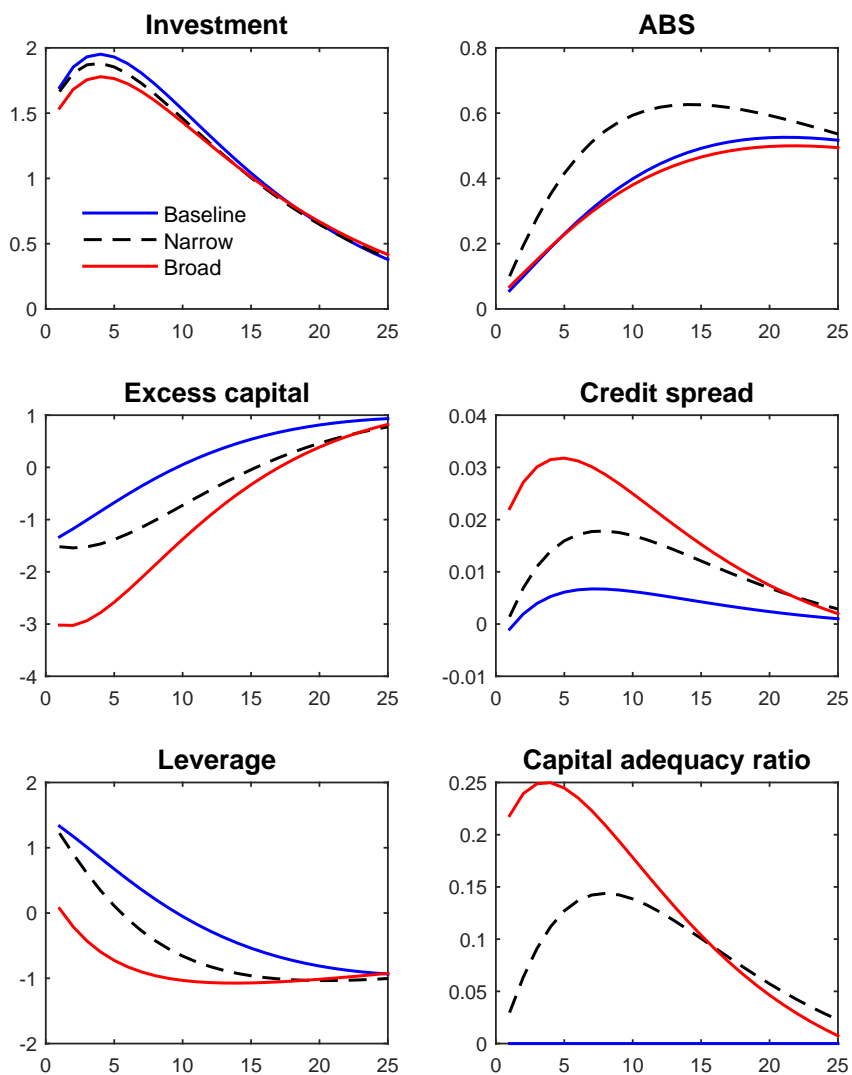 Investment
2
1.5
1
0.5
0
Baseline
Narrow
Broad
0 5 10 15 20 25
ABS
0.8
0.6
0.4
0.2
0
0 5 10 15 20 25
Excess capital
1
0
-1
-2
-3
-4
0 5 10 15 20 25
Credit spread
0.04
0.03
0.02
0.01
0
-0.01
0 5 10 15 20 25
Leverage
2
1
0
-1
-2
0 5 10 15 20 25
Capital adequacy ratio
0.25
0.2
0.15
0.1
0.05
0
0 5 10 15 20 25